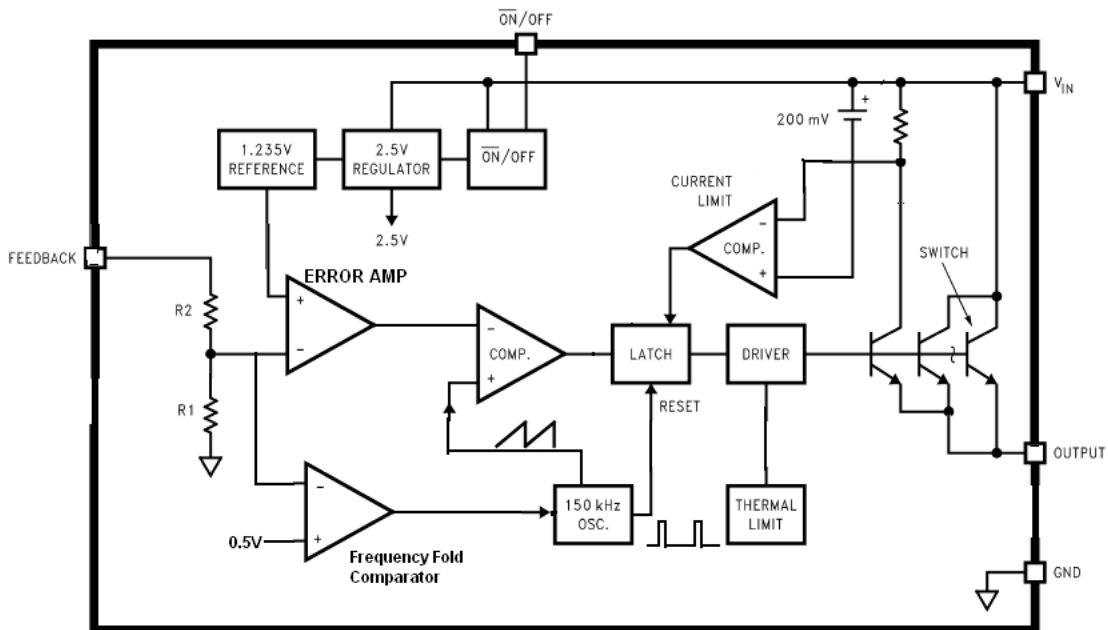 ON/OFF
VIN
200 mV
1.235V
REFERENCE
2.5V
REGULATOR
ON/OFF
CURRENT
LIMIT
2.5V
FEEDBACK
ERROR AMP
COMP.
-
+
SWITCH
R2
+
-
-
COMP.
+
LATCH
DRIVER
R1
RESET
OUTPUT
-
+
0.5V
150 kHz
OSC.
THERMAL
LIMIT
Frequency Fold
Comparator
GND
+